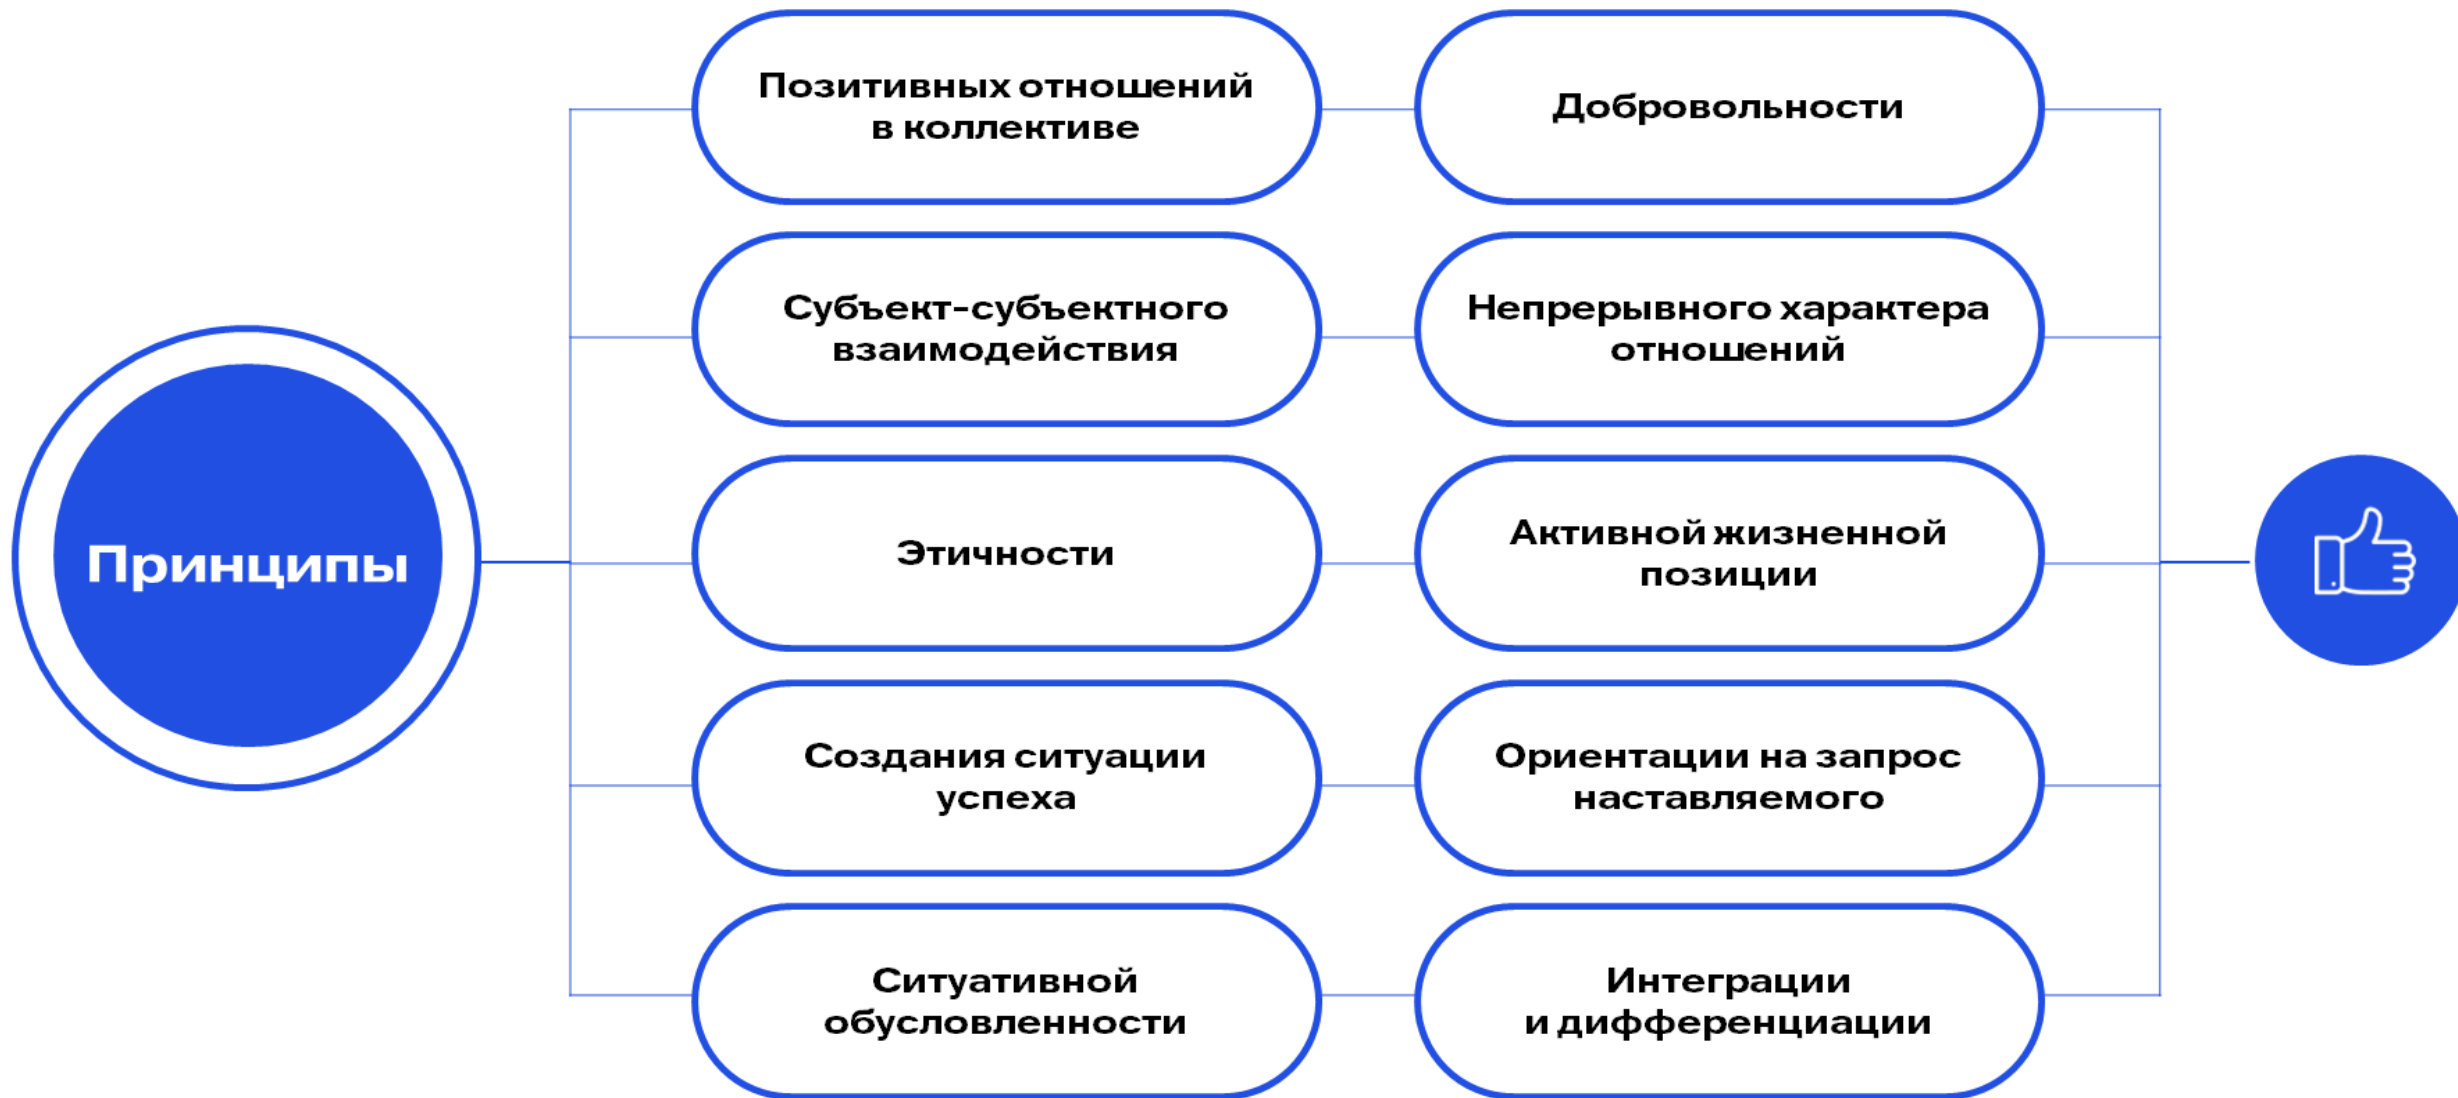 Принципы
Позитивных отношений
в коллективе
Добровольности
Субъект-субъектного
взаимодействия
Непрерывного характера
отношений
Этичности
Активной жизненной
позиции
Создания ситуации
успеха
Ориентации на запрос
наставляемого
Ситуативной
обусловленности
Интеграции
и дифференциации